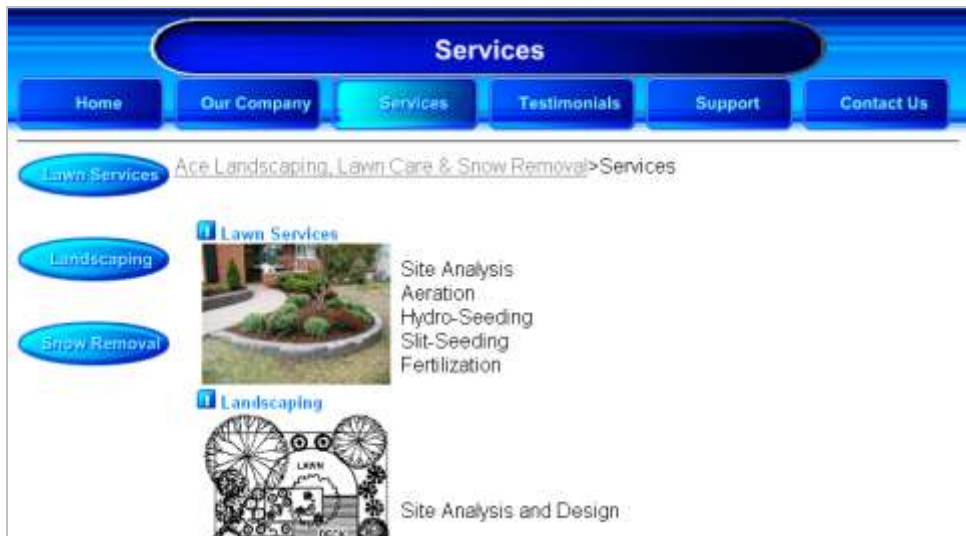 Services
Home Our Company Services Testimonials Support Contact Us
Lawn Services
Ace Landscaping, Lawn Care & Snow Removal>Services
Lawn Services
Landscaping
Site Analysis
Aeration
Hydro-Seeding
Slit-Seeding
Fertilization
Snow Removal
Landscaping
LAWN
Site Analysis and Design
DECK